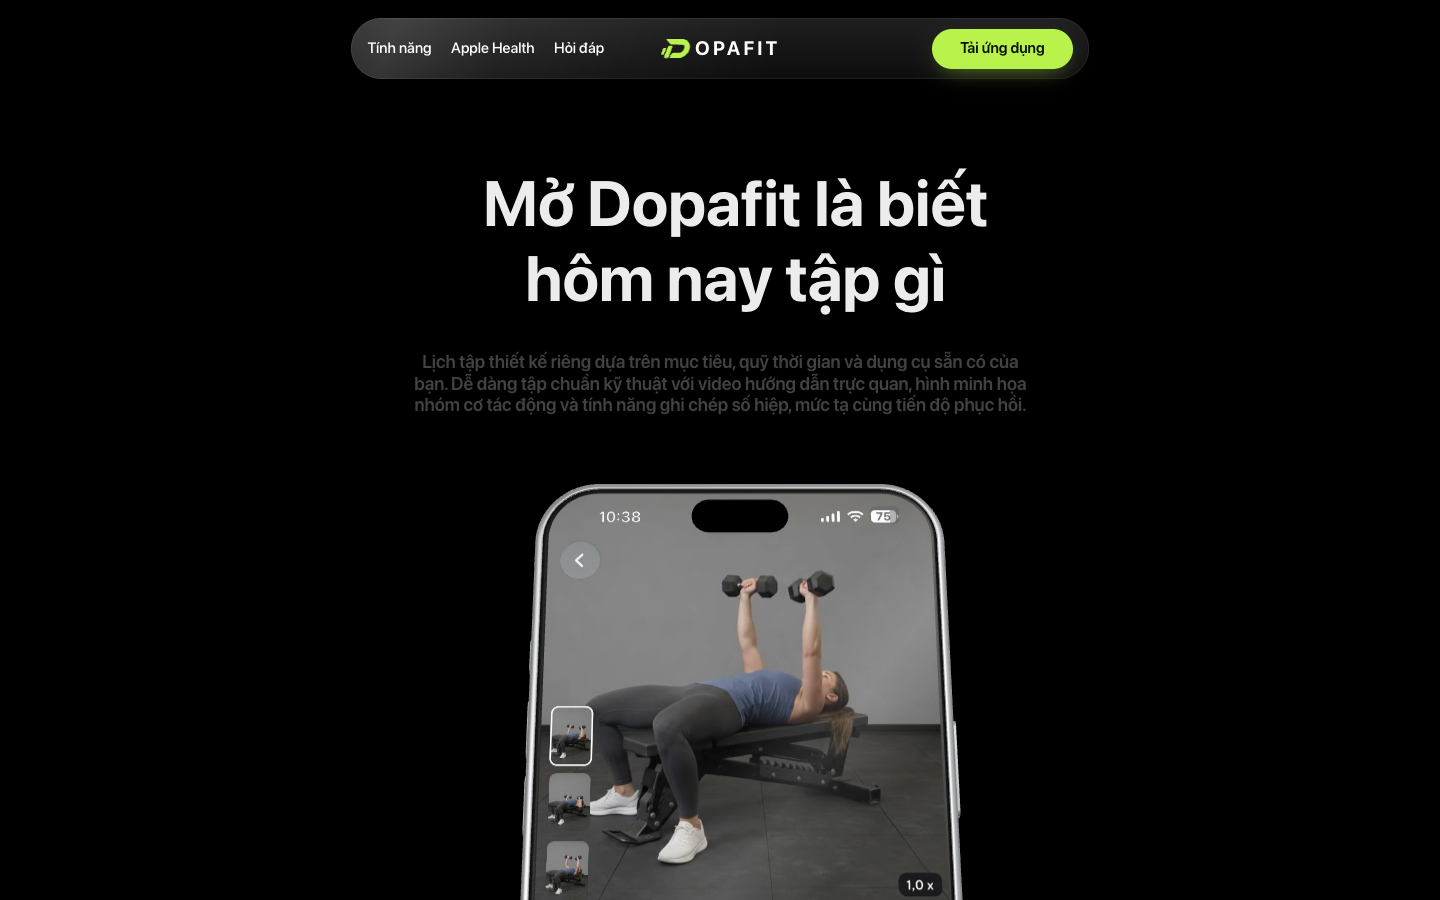 Tính năng
Apple Health
Hỏi đáp
OPAFIT
Tải ứng dụng
Mở Dopafit là biết
hôm nay tập gì
Lịch tập thiết kế riêng dựa trên mục tiêu, quỹ thời gian và dụng cụ sẵn có của
bạn. Dễ dàng tập chuẩn kỹ thuật với video hướng dẫn trực quan, hình minh họa
nhóm cơ tác động và tính năng ghi chép số hiệp, mức tạ cùng tiến độ phục hồi.
10:38
75
1,0 x